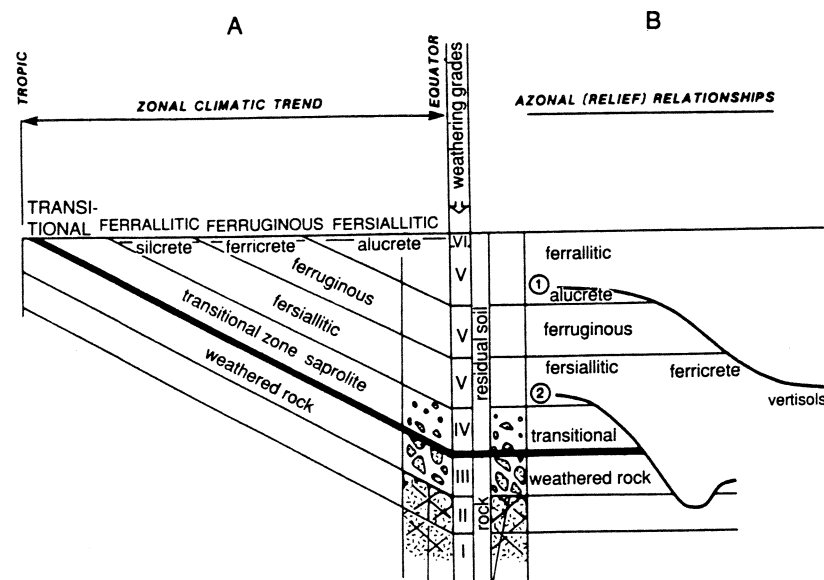 A
B
TROPIC
ZONAL CLIMATIC TREND
EQUATOR
weathering grades
AZONAL (RELIEF) RELATIONSHIPS
TRANSI-
TIONAL
FERRALLITIC
FERRUGINOUS
FERSIALLITIC
silcrete
ferricrete
alucrete
ferruginous
fersiallitic
transitional zone saprolite
weathered rock
VI
V
V
V
IV
III
II
I
residual soil
rock
ferrallitic
1
alucrete
ferruginous
fersiallitic
ferricrete
vertisols
2
transitional
weathered rock